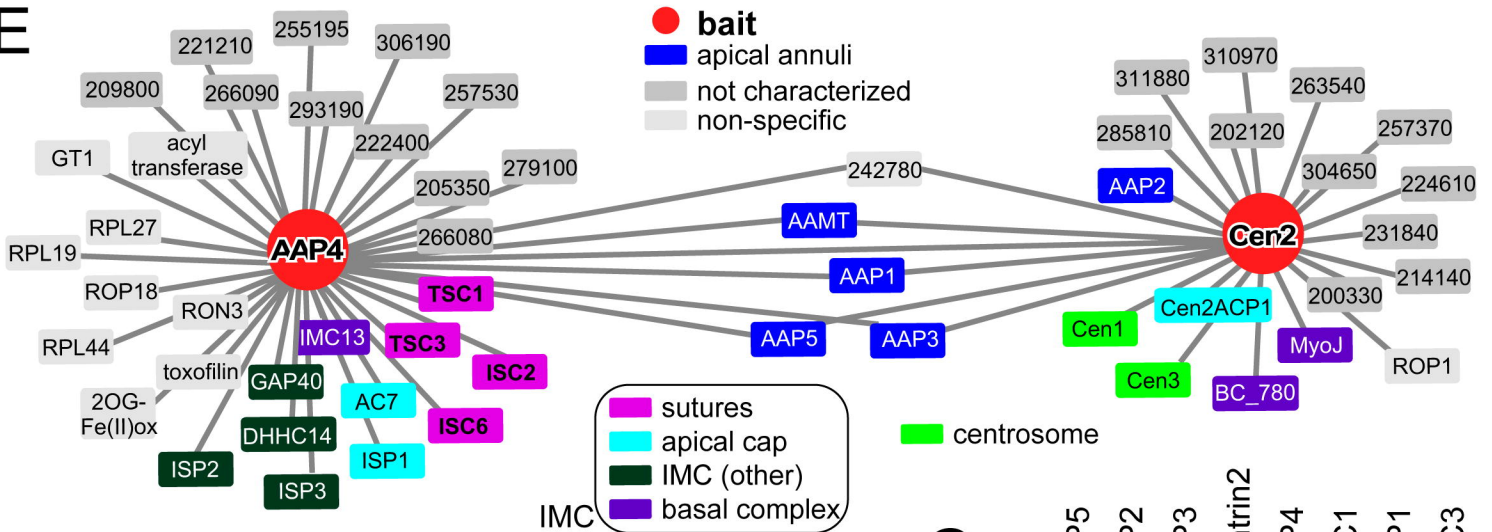 E
255195
221210
306190
209800
266090
293190
257530
222400
acyl
transferase
GT1
279100
205350
RPL27
266080
RPL19
AAP4
ROP18
RON3
TSC1
RPL44
IMC13
TSC3
ISC2
toxofilin
GAP40
AC7
2OG-
Fe(II)ox
ISC6
DHHC14
ISP2
ISP1
ISP3
bait
apical annuli
not characterized
non-specific
242780
AAMT
AAP1
AAP5
AAP3
310970
311880
263540
285810
202120
257370
304650
224610
AAP2
Cen2
231840
214140
200330
Cen2ACP1
Cen1
MyoJ
Cen3
ROP1
BC_780
sutures
apical cap
IMC (other)
basal complex
IMC
centrosome